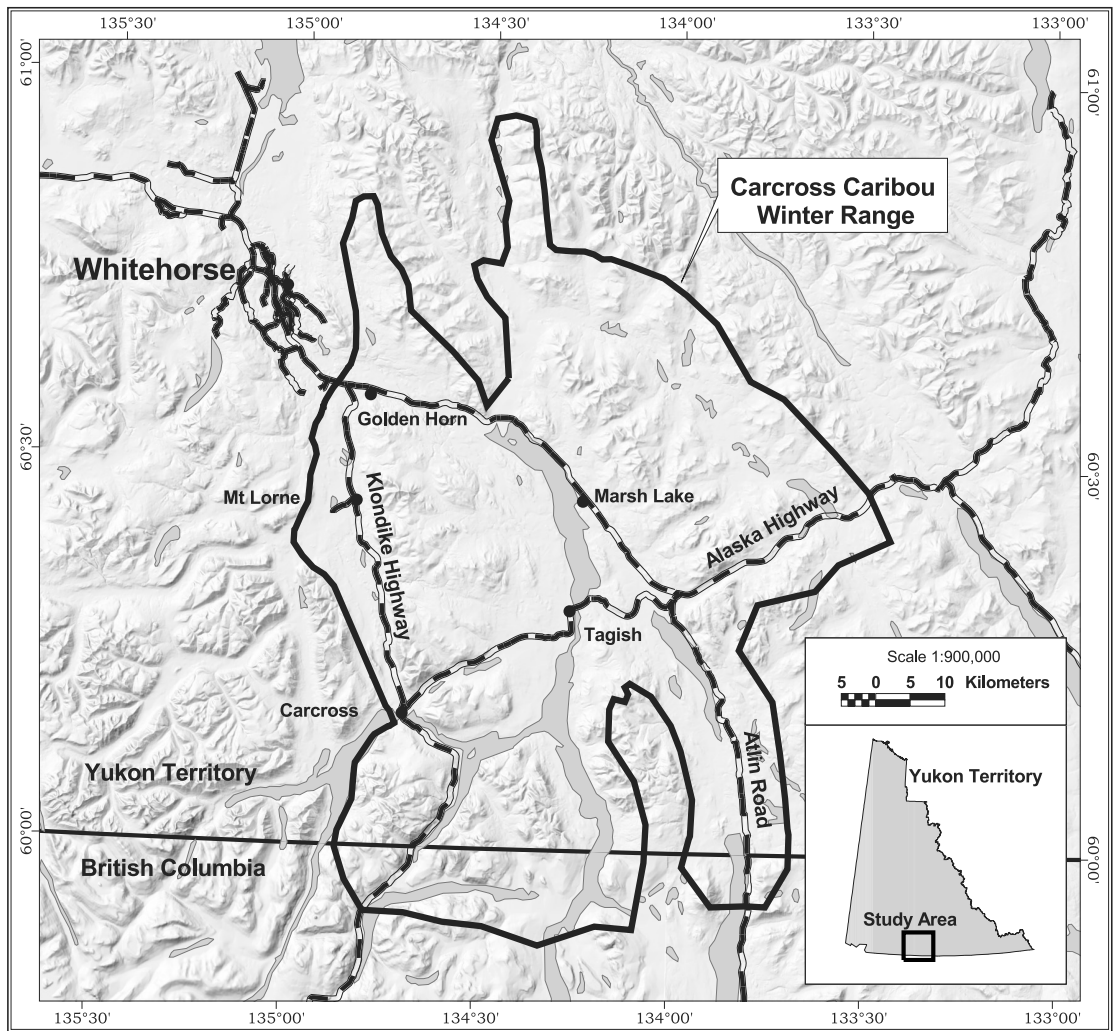 135°30'
135°00'
134°30'
134°00'
133°30'
133°00'
61°00'
61°00'
Carcross Caribou
Winter Range
Whitehorse
Golden Horn
60°30'
60°30'
Mt Lorne
Klondike Highway
Marsh Lake
Alaska Highway
Tagish
Scale 1:900,000
5 0 5 10 Kilometers
Carcross
Atlin Road
Yukon Territory
Yukon Territory
60°00'
60°00'
British Columbia
Study Area
135°30'
135°00'
134°30'
134°00'
133°30'
133°00'